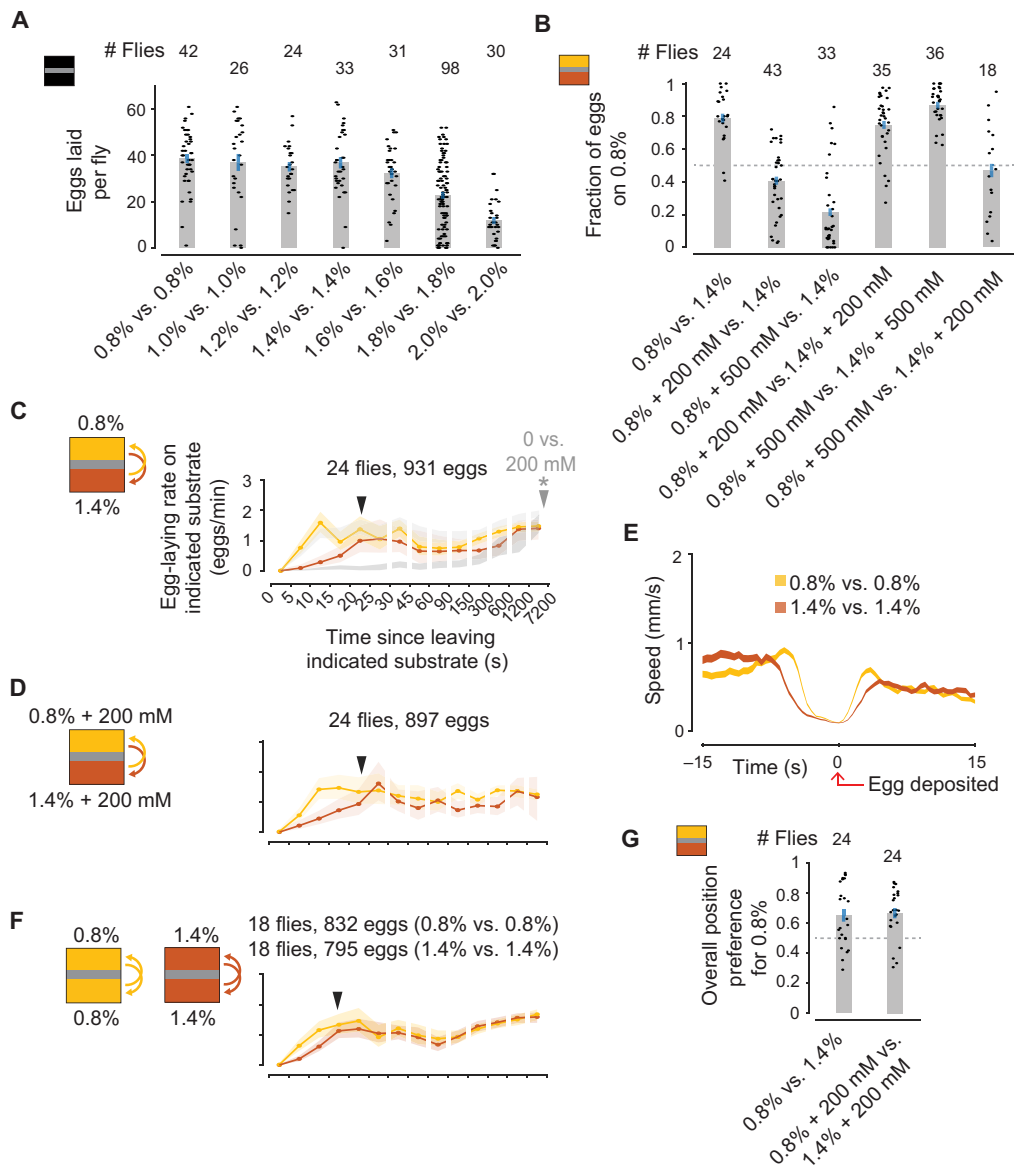 A
# Flies
42
26
24
33
31
98
30
Eggs laid
per fly
60
40
20
0
0.8% vs. 0.8%
1.0% vs. 1.0%
1.2% vs. 1.2%
1.4% vs. 1.4%
1.6% vs. 1.6%
1.8% vs. 1.8%
2.0% vs. 2.0%
B
# Flies
24
43
33
35
36
18
Fraction of eggs
on 0.8%
1
0.8
0.6
0.4
0.2
0
0.8% vs. 1.4%
0.8% + 200 mM vs. 1.4%
0.8% + 500 mM vs. 1.4%
0.8% + 200 mM vs. 1.4% + 200 mM
0.8% + 500 mM vs. 1.4% + 500 mM
0.8% + 500 mM vs. 1.4% + 200 mM
C
0.8%
1.4%
Egg-laying rate on
indicated substrate
(eggs/min)
24 flies, 931 eggs
0 vs.
200 mM
*
3
2
1
0
0
5
10
15
20
25
30
45
60
90
150
300
600
1200
7200
Time since leaving
indicated substrate (s)
D
0.8% + 200 mM
1.4% + 200 mM
24 flies, 897 eggs
E
2
1
0
Speed (mm/s)
0.8% vs. 0.8%
1.4% vs. 1.4%
–15
0
15
Time (s)
Egg deposited
F
0.8%
0.8%
1.4%
1.4%
18 flies, 832 eggs (0.8% vs. 0.8%)
18 flies, 795 eggs (1.4% vs. 1.4%)
G
# Flies
24
24
Overall position
preference
for 0.8%
1
0.8
0.6
0.4
0.2
0
0.8% vs. 1.4%
0.8% + 200 mM vs.
1.4% + 200 mM